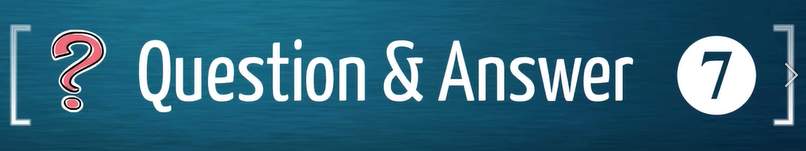 [ ? Question & Answer 7 ]